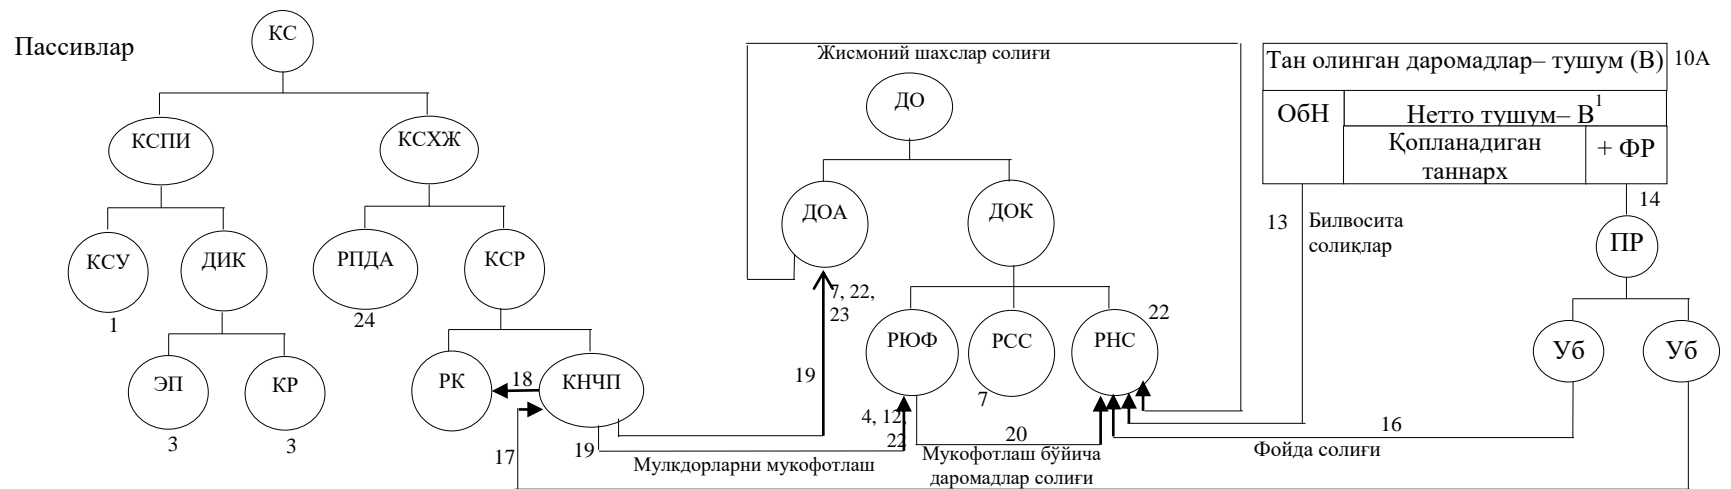 Пассивлар
КС
КСПИ
КСХЖ
КСУ
ДИК
РПДА
КСР
1
24
ЭП
КР
РК
18
КНЧП
3
3
19
17
Мулкдорларни мукофотлаш
Жисмоний шахслар солиғи
ДО
ДОА
ДОК
7, 22,
23
19
РЮФ
РСС
РНС
22
7
4, 12,
22
20
Мукофотлаш бўйича
даромадлар солиғи
Тан олинган даромадлар– тушум (В)
10А
ОбН
Нетто тушум– В1
Қопланадиган
таннарх
+ ФР
13
Билвосита
солиқлар
14
ПР
Уб
Уб
16
Фойда солиғи